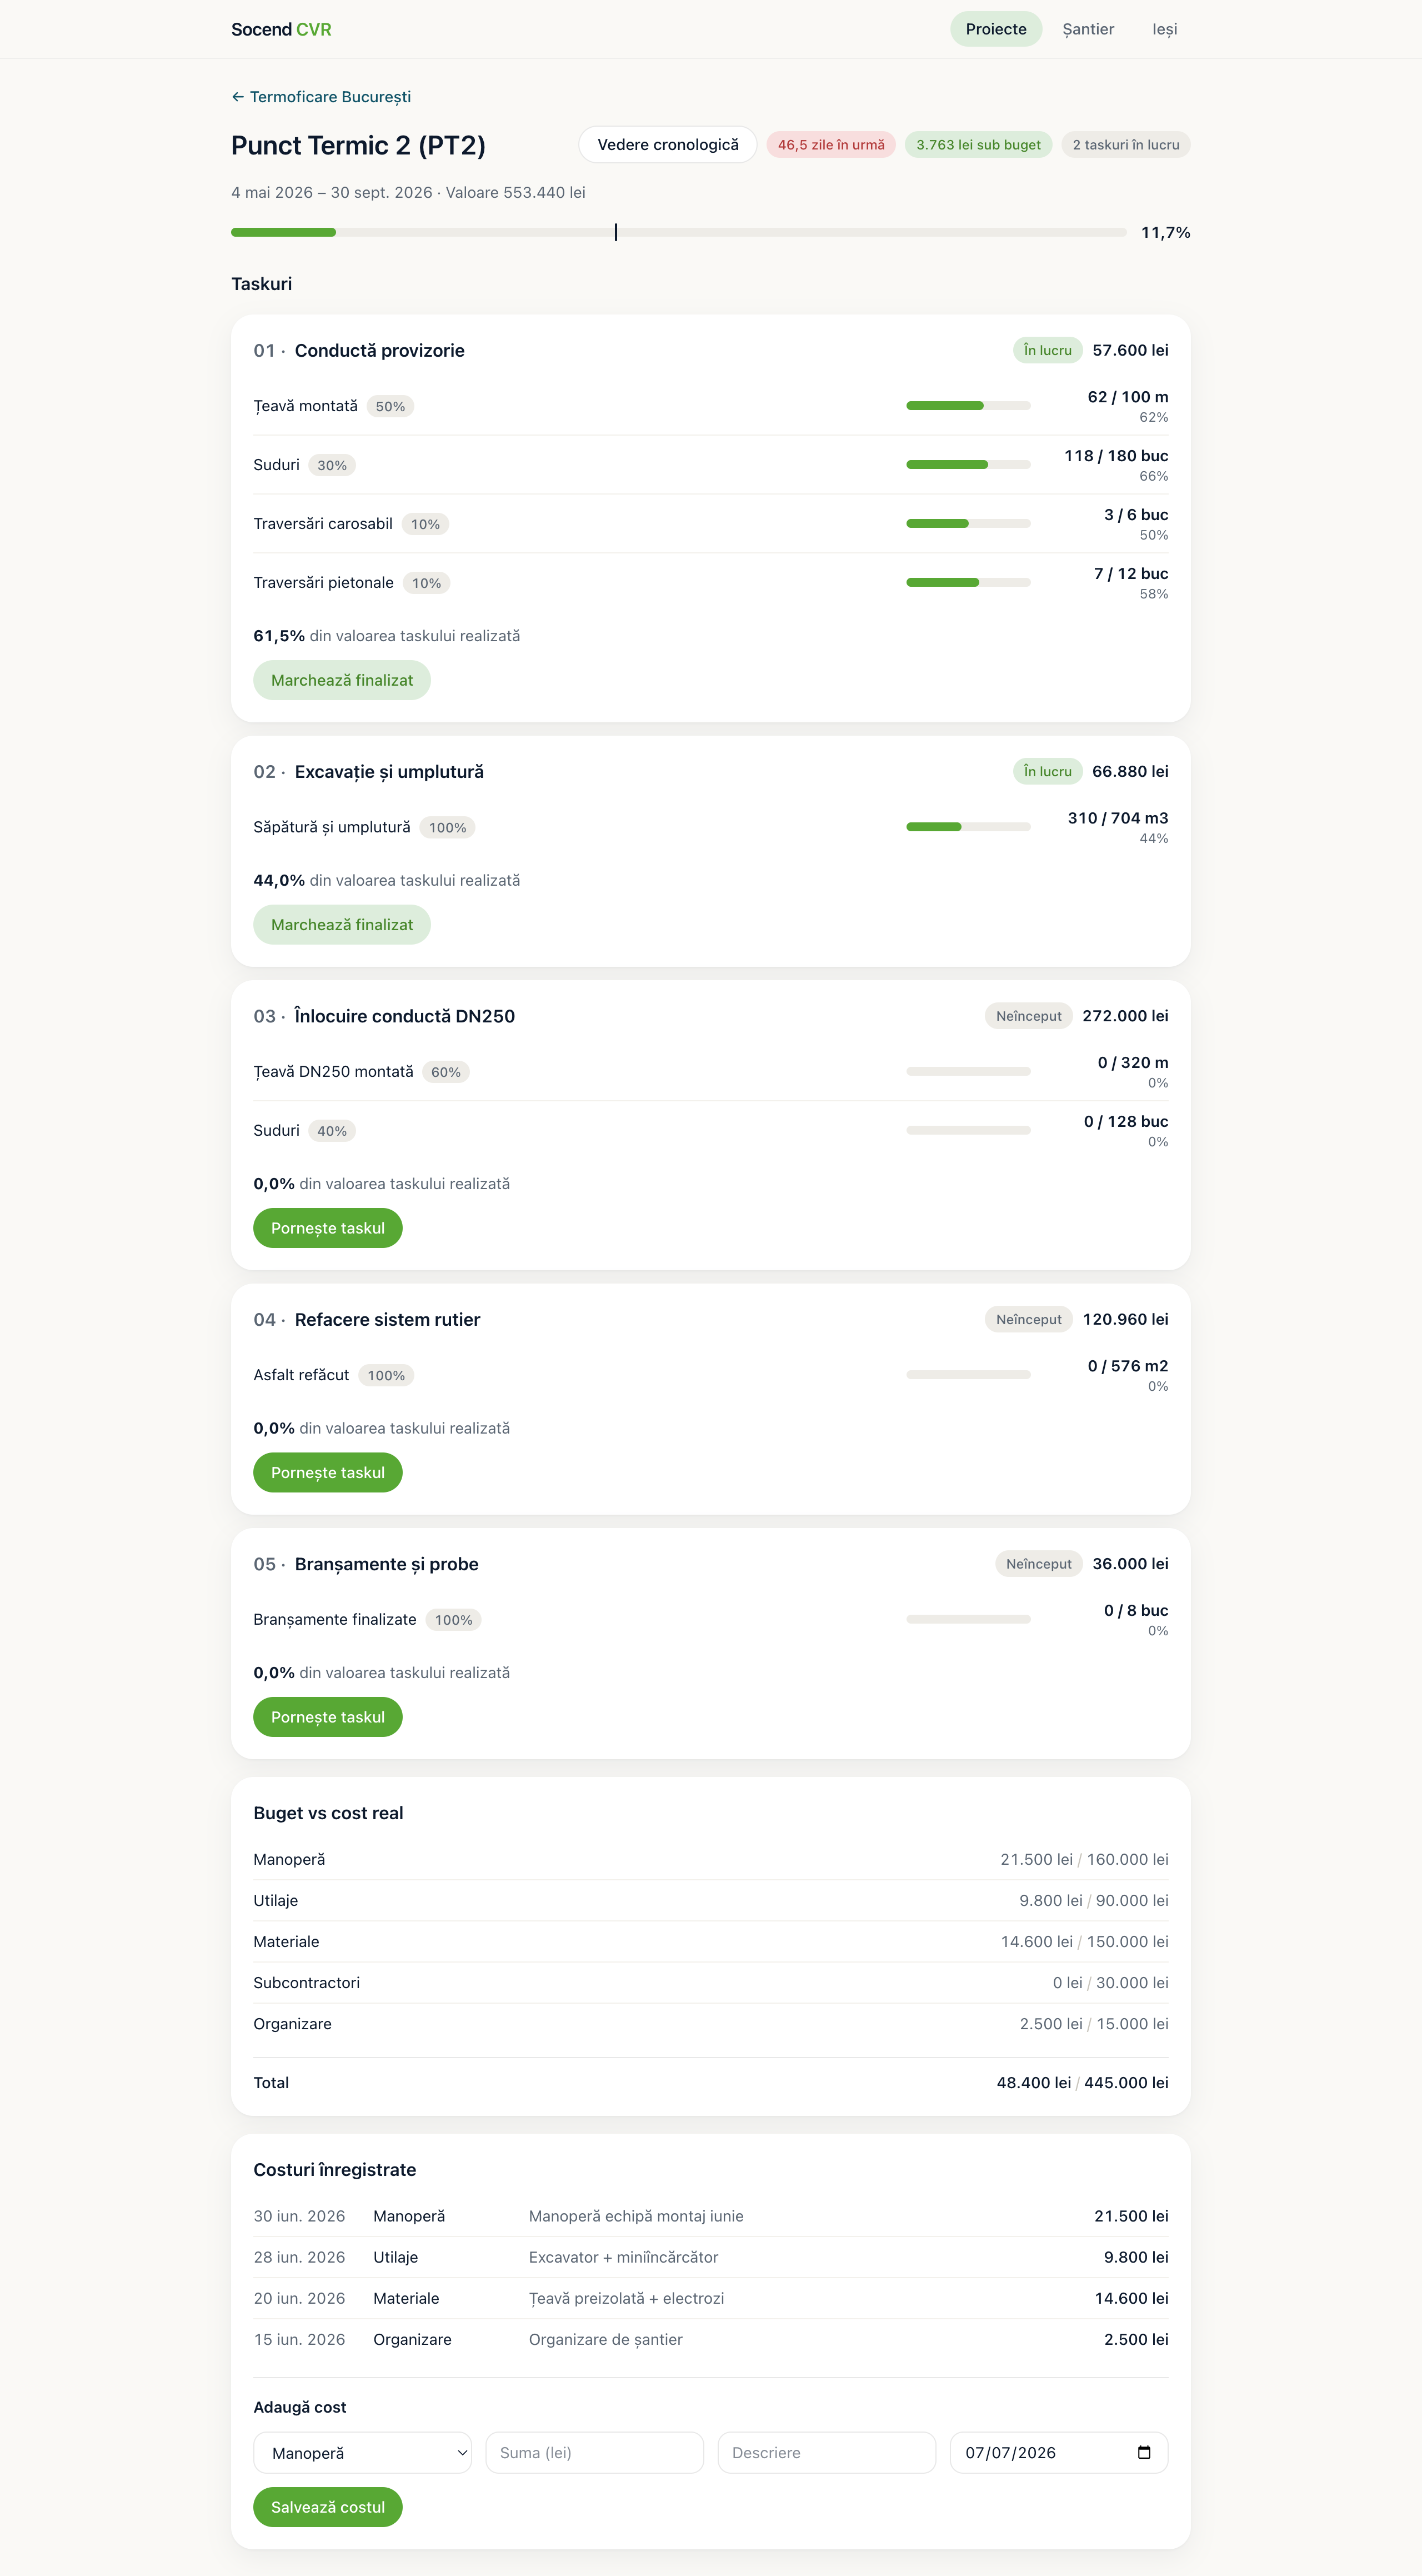 Socend CVR
Proiecte Șantier Ieși
← Termoficare București
Punct Termic 2 (PT2)
Vedere cronologică 46,5 zile în urmă 3.763 lei sub buget 2 taskuri în lucru
4 mai 2026 – 30 sept. 2026 · Valoare 553.440 lei
11,7%
Taskuri
01 · Conductă provizorie În lucru 57.600 lei
Țeavă montată 50% 62 / 100 m
62%
Suduri 30% 118 / 180 buc
66%
Traversări carosabil 10% 3 / 6 buc
50%
Traversări pietonale 10% 7 / 12 buc
58%
61,5% din valoarea taskului realizată
Marchează finalizat
02 · Excavație și umplutură În lucru 66.880 lei
Săpătură și umplutură 100% 310 / 704 m3
44%
44,0% din valoarea taskului realizată
Marchează finalizat
03 · Înlocuire conductă DN250 Neînceput 272.000 lei
Țeavă DN250 montată 60% 0 / 320 m
0%
Suduri 40% 0 / 128 buc
0%
0,0% din valoarea taskului realizată
Pornește taskul
04 · Refacere sistem rutier Neînceput 120.960 lei
Asfalt refăcut 100% 0 / 576 m2
0%
0,0% din valoarea taskului realizată
Pornește taskul
05 · Branșamente și probe Neînceput 36.000 lei
Branșamente finalizate 100% 0 / 8 buc
0%
0,0% din valoarea taskului realizată
Pornește taskul
Buget vs cost real
Manoperă 21.500 lei / 160.000 lei
Utilaje 9.800 lei / 90.000 lei
Materiale 14.600 lei / 150.000 lei
Subcontractori 0 lei / 30.000 lei
Organizare 2.500 lei / 15.000 lei
Total 48.400 lei / 445.000 lei
Costuri înregistrate
30 iun. 2026 Manoperă Manoperă echipă montaj iunie 21.500 lei
28 iun. 2026 Utilaje Excavator + miniîncărcător 9.800 lei
20 iun. 2026 Materiale Țeavă preizolată + electrozi 14.600 lei
15 iun. 2026 Organizare Organizare de șantier 2.500 lei
Adaugă cost
Manoperă Suma (lei) Descriere 07/07/2026
Salvează costul